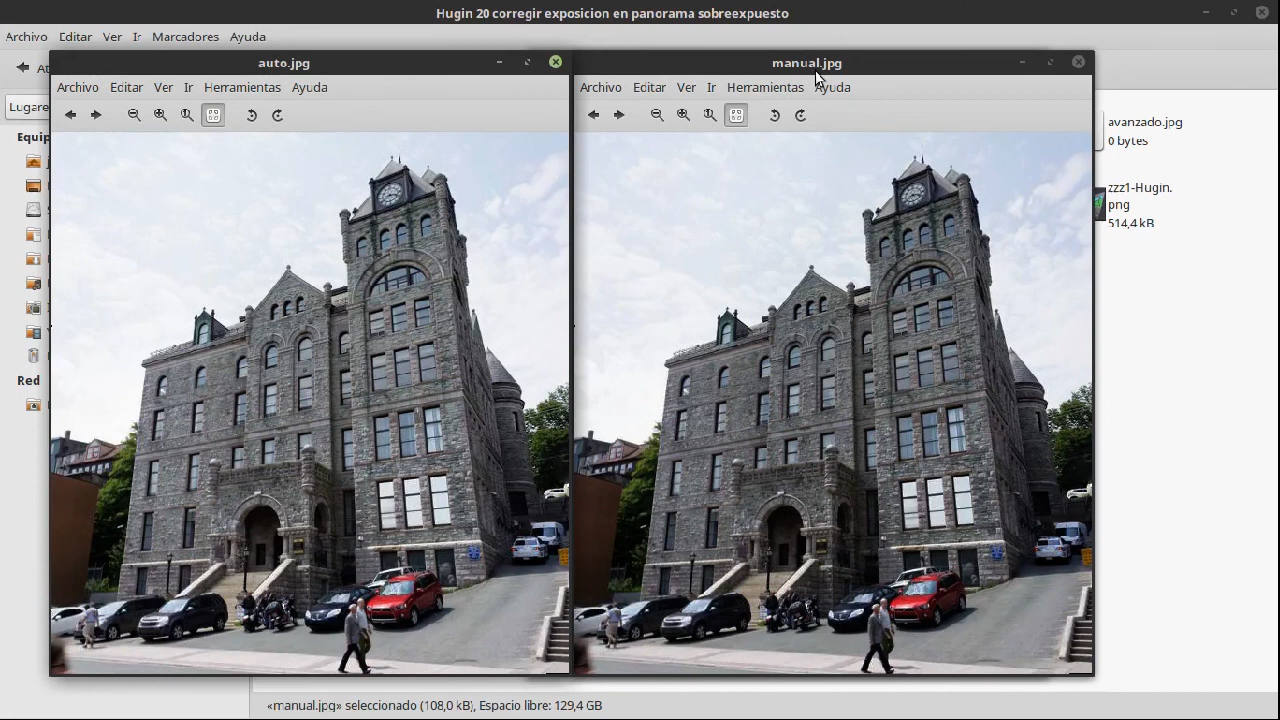 Hugin 20 corregir exposicion en panorama sobreexpuesto
Archivo Editar Ver Ir Marcadores Ayuda
auto.jpg
manual.jpg
Archivo Editar Ver Ir Herramientas Ayuda
Archivo Editar Ver Ir Herramientas Ayuda
At
Lugare
Equip
Red
avanzado.jpg
0 bytes
zzz1-Hugin.
png
514,4 kB
«manual.jpg» seleccionado (108,0 kB), Espacio libre: 129,4 GB